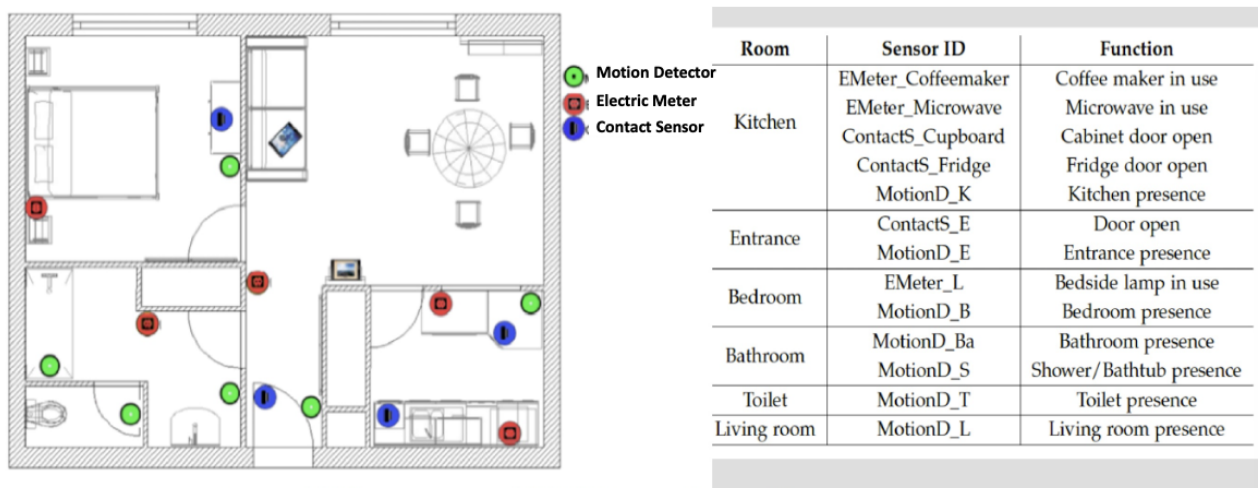 Motion Detector
Electric Meter
Contact Sensor
Room Sensor ID Function
Kitchen
EMeter_Coffeemaker Coffee maker in use
EMeter_Microwave Microwave in use
ContactS_Cupboard Cabinet door open
ContactS_Fridge Fridge door open
MotionD_K Kitchen presence
Entrance
ContactS_E Door open
MotionD_E Entrance presence
Bedroom
EMeter_L Bedside lamp in use
MotionD_B Bedroom presence
Bathroom
MotionD_Ba Bathroom presence
MotionD_S Shower/Bathtub presence
Toilet MotionD_T Toilet presence
Living room MotionD_L Living room presence